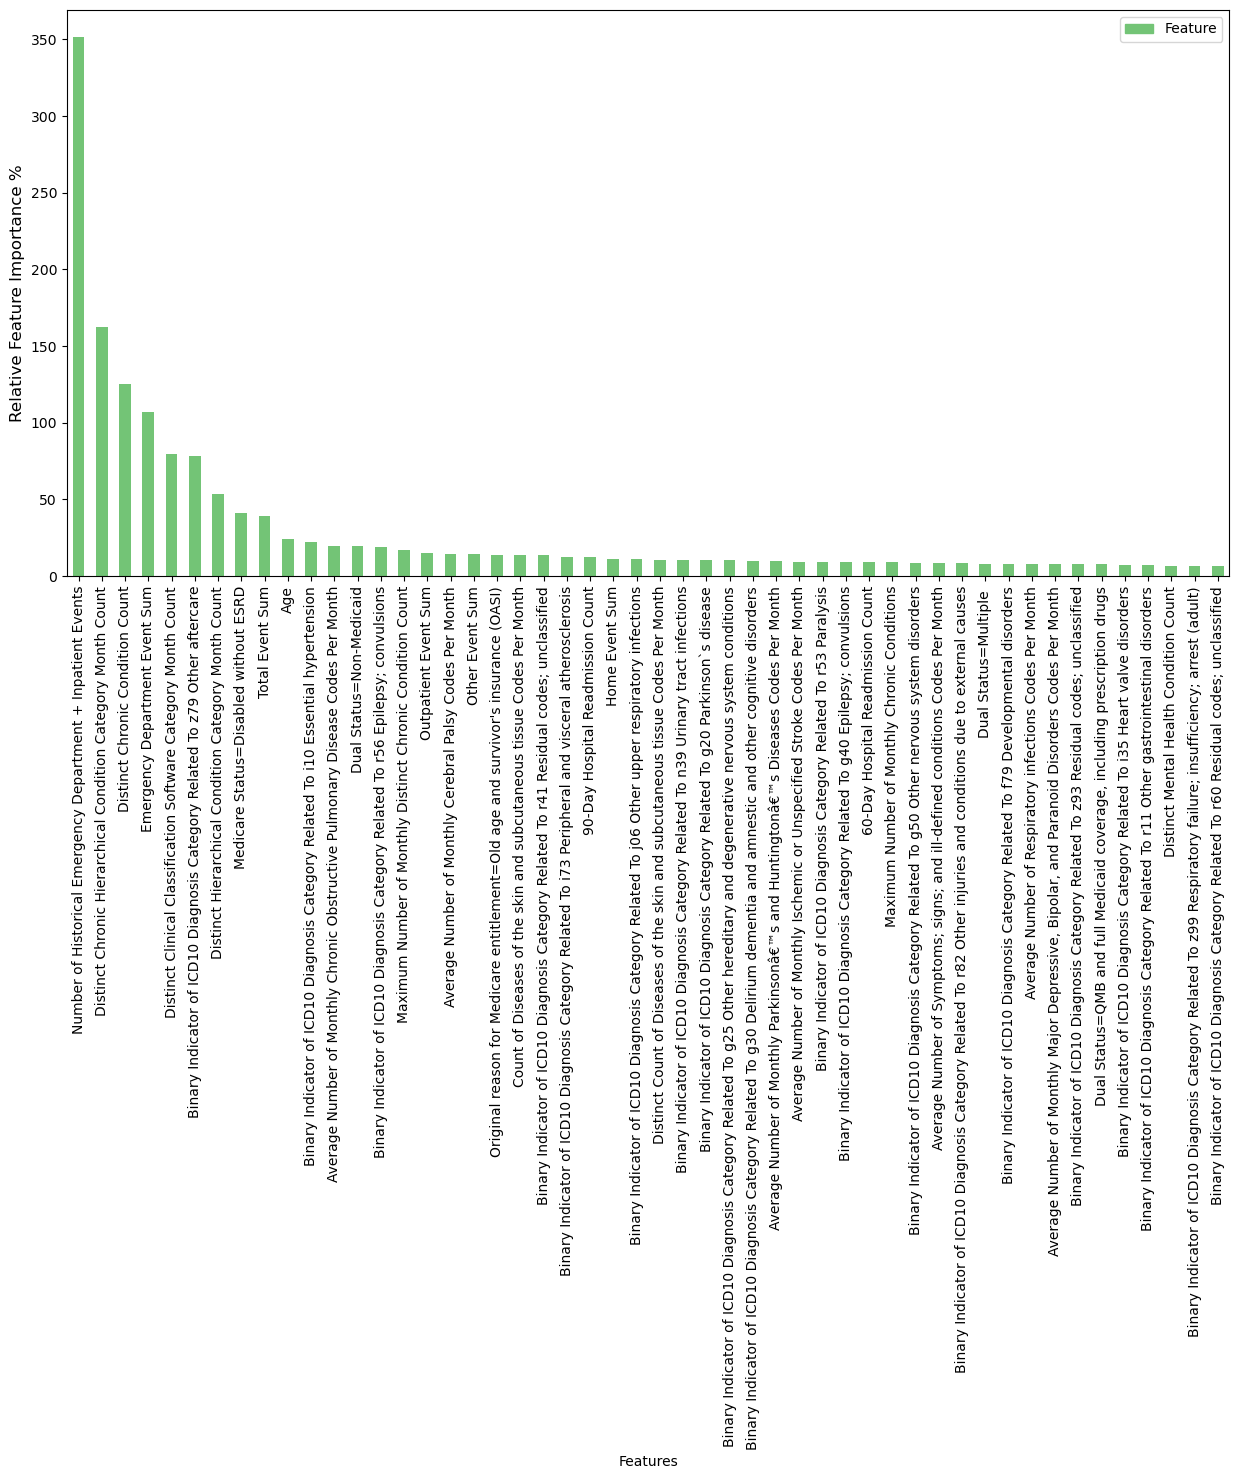 Feature
350
300
250
200
150
100
50
0
Relative Feature Importance %
Number of Historical Emergency Department + Inpatient Events
Distinct Chronic Hierarchical Condition Category Month Count
Distinct Chronic Condition Count
Emergency Department Event Sum
Distinct Clinical Classification Software Category Month Count
Binary Indicator of ICD10 Diagnosis Category Related To z79 Other aftercare
Distinct Hierarchical Condition Category Month Count
Medicare Status=Disabled without ESRD
Total Event Sum
Age
Binary Indicator of ICD10 Diagnosis Category Related To i10 Essential hypertension
Average Number of Monthly Chronic Obstructive Pulmonary Disease Codes Per Month
Dual Status=Non-Medicaid
Binary Indicator of ICD10 Diagnosis Category Related To r56 Epilepsy; convulsions
Maximum Number of Monthly Distinct Chronic Condition Count
Outpatient Event Sum
Average Number of Monthly Cerebral Palsy Codes Per Month
Other Event Sum
Original reason for Medicare entitlement=Old age and survivor's insurance (OASI)
Count of Diseases of the skin and subcutaneous tissue Codes Per Month
Binary Indicator of ICD10 Diagnosis Category Related To r41 Residual codes; unclassified
Binary Indicator of ICD10 Diagnosis Category Related To i73 Peripheral and visceral atherosclerosis
90-Day Hospital Readmission Count
Home Event Sum
Binary Indicator of ICD10 Diagnosis Category Related To j06 Other upper respiratory infections
Distinct Count of Diseases of the skin and subcutaneous tissue Codes Per Month
Binary Indicator of ICD10 Diagnosis Category Related To n39 Urinary tract infections
Binary Indicator of ICD10 Diagnosis Category Related To g20 Parkinson`s disease
Binary Indicator of ICD10 Diagnosis Category Related To g25 Other hereditary and degenerative nervous system conditions
Binary Indicator of ICD10 Diagnosis Category Related To g30 Delirium dementia and amnestic and other cognitive disorders
Average Number of Monthly Parkinsonâ€™s and Huntingtonâ€™s Diseases Codes Per Month
Average Number of Monthly Ischemic or Unspecified Stroke Codes Per Month
Binary Indicator of ICD10 Diagnosis Category Related To r53 Paralysis
Binary Indicator of ICD10 Diagnosis Category Related To g40 Epilepsy; convulsions
60-Day Hospital Readmission Count
Maximum Number of Monthly Chronic Conditions
Binary Indicator of ICD10 Diagnosis Category Related To g50 Other nervous system disorders
Average Number of Symptoms; signs; and ill-defined conditions Codes Per Month
Binary Indicator of ICD10 Diagnosis Category Related To r82 Other injuries and conditions due to external causes
Dual Status=Multiple
Binary Indicator of ICD10 Diagnosis Category Related To f79 Developmental disorders
Average Number of Respiratory infections Codes Per Month
Average Number of Monthly Major Depressive, Bipolar, and Paranoid Disorders Codes Per Month
Binary Indicator of ICD10 Diagnosis Category Related To z93 Residual codes; unclassified
Dual Status=QMB and full Medicaid coverage, including prescription drugs
Binary Indicator of ICD10 Diagnosis Category Related To i35 Heart valve disorders
Binary Indicator of ICD10 Diagnosis Category Related To r11 Other gastrointestinal disorders
Distinct Mental Health Condition Count
Binary Indicator of ICD10 Diagnosis Category Related To z99 Respiratory failure; insufficiency; arrest (adult)
Binary Indicator of ICD10 Diagnosis Category Related To r60 Residual codes; unclassified
Features